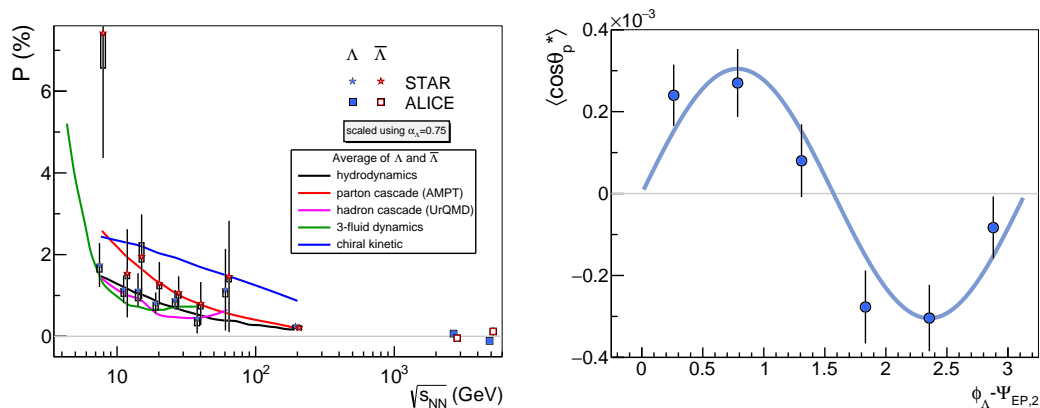 P (%)
6
4
2
0
10
10²
10³
√s_NN (GeV)
Λ Λ̅
STAR
ALICE
scaled using α_Λ=0.75
Average of Λ and Λ̅
hydrodynamics
parton cascade (AMPT)
hadron cascade (UrQMD)
3-fluid dynamics
chiral kinetic
×10⁻³
⟨cosθ_p*⟩
0.4
0.2
0
−0.2
−0.4
0 0.5 1 1.5 2 2.5 3
ϕ_Λ-Ψ_EP,2